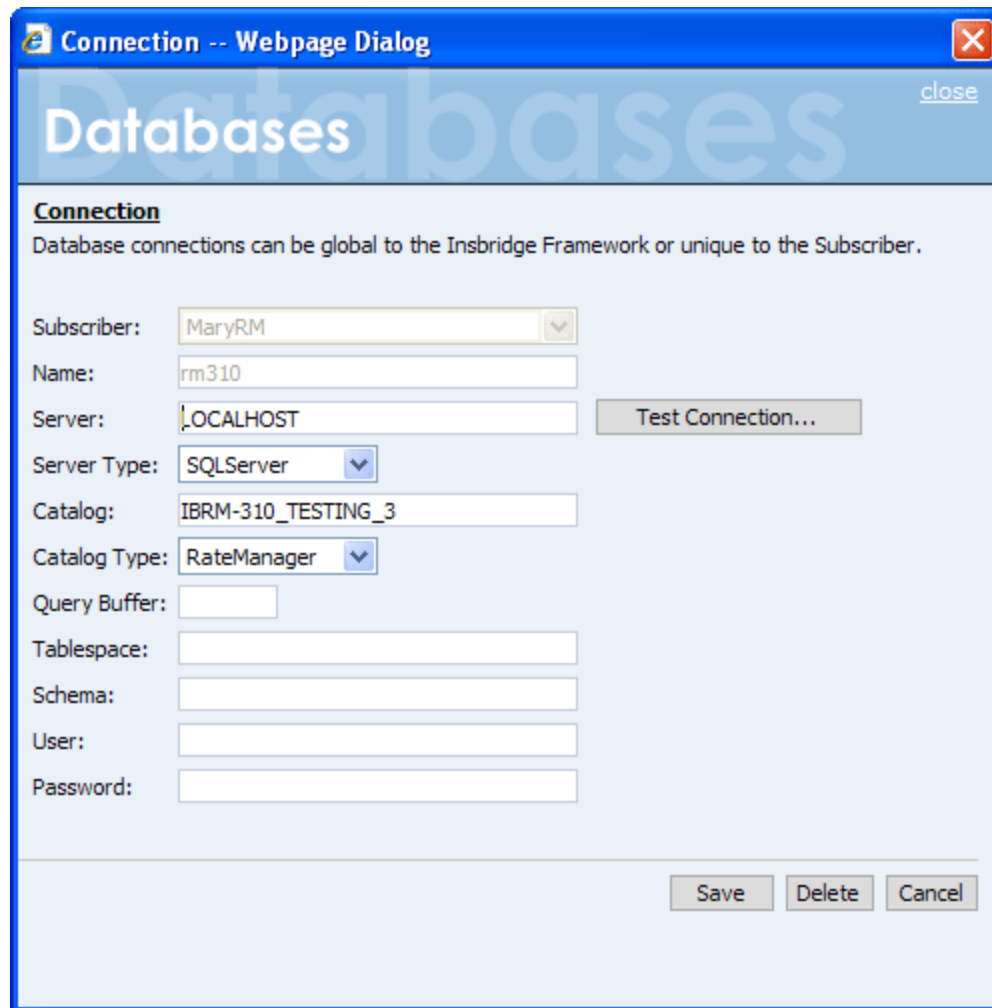 Connection -- Webpage Dialog
Databases
close
Databases
Connection
Database connections can be global to the Insbridge Framework or unique to the Subscriber.
Subscriber: MaryRM
Name: rm310
Server: LOCALHOST Test Connection...
Server Type: SQLServer
Catalog: IBRM-310_TESTING_3
Catalog Type: RateManager
Query Buffer:
Tablespace:
Schema:
User:
Password:
Save Delete Cancel